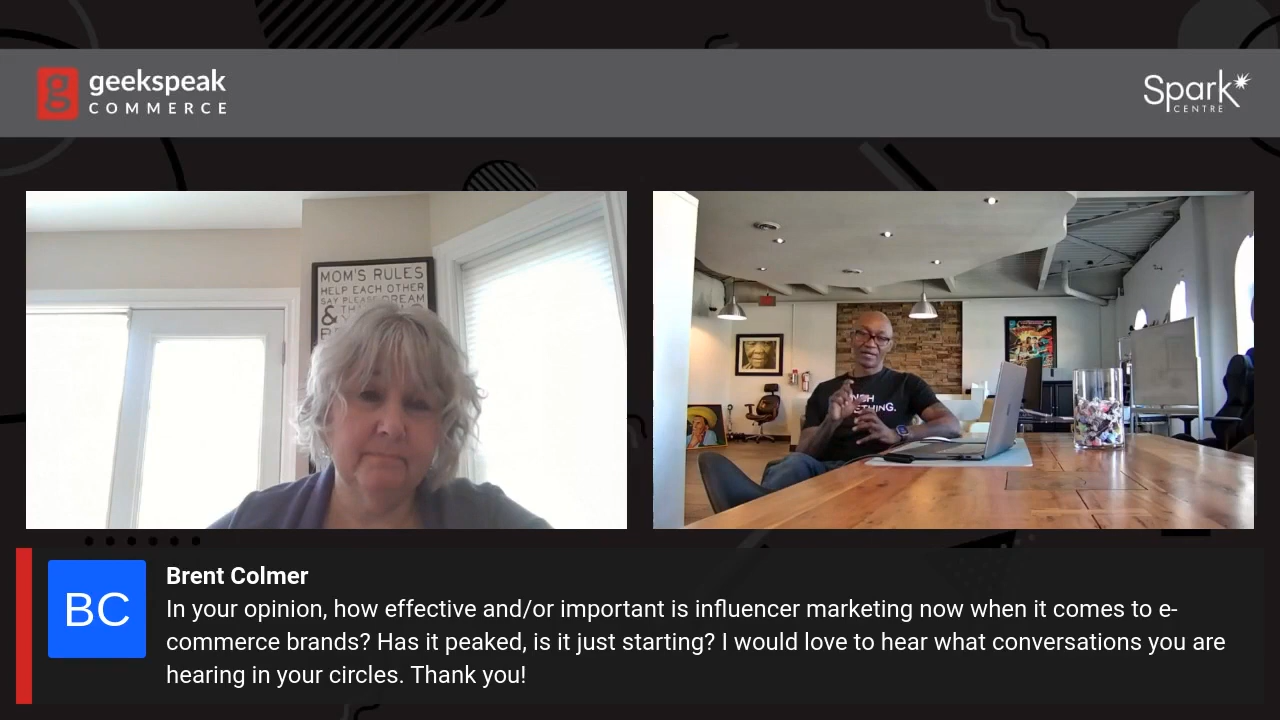 geekspeak
COMMERCE
Spark
CENTRE
MOM'S RULES
HELP EACH OTHER
SAY PLEASE DREAM
&
Brent Colmer
BC
In your opinion, how effective and/or important is influencer marketing now when it comes to e-
commerce brands? Has it peaked, is it just starting? I would love to hear what conversations you are
hearing in your circles. Thank you!